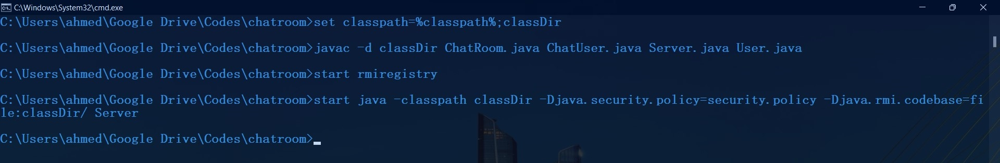 C:\Windows\System32\cmd.exe
C:\Users\ahmed\Google Drive\Codes\chatroom>set classpath=%classpath%;classDir
C:\Users\ahmed\Google Drive\Codes\chatroom>javac -d classDir ChatRoom.java ChatUser.java Server.java User.java
C:\Users\ahmed\Google Drive\Codes\chatroom>start rmiregistry
C:\Users\ahmed\Google Drive\Codes\chatroom>start java -classpath classDir -Djava.security.policy=security.policy -Djava.rmi.codebase=fi
le:classDir/ Server
C:\Users\ahmed\Google Drive\Codes\chatroom>